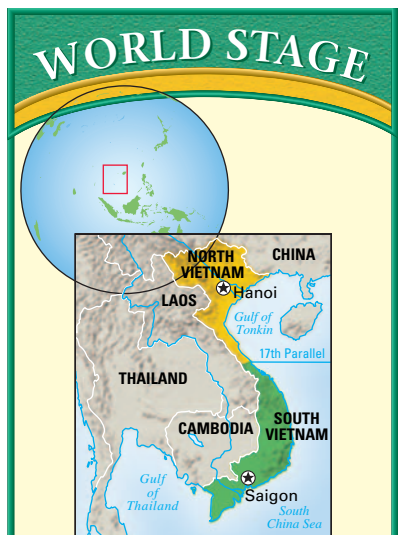 WORLD STAGE
NORTH
VIETNAM
CHINA
Hanoi
LAOS
Gulf of
Tonkin
17th Parallel
THAILAND
CAMBODIA
SOUTH
VIETNAM
Gulf
of
Thailand
Saigon
South
China Sea